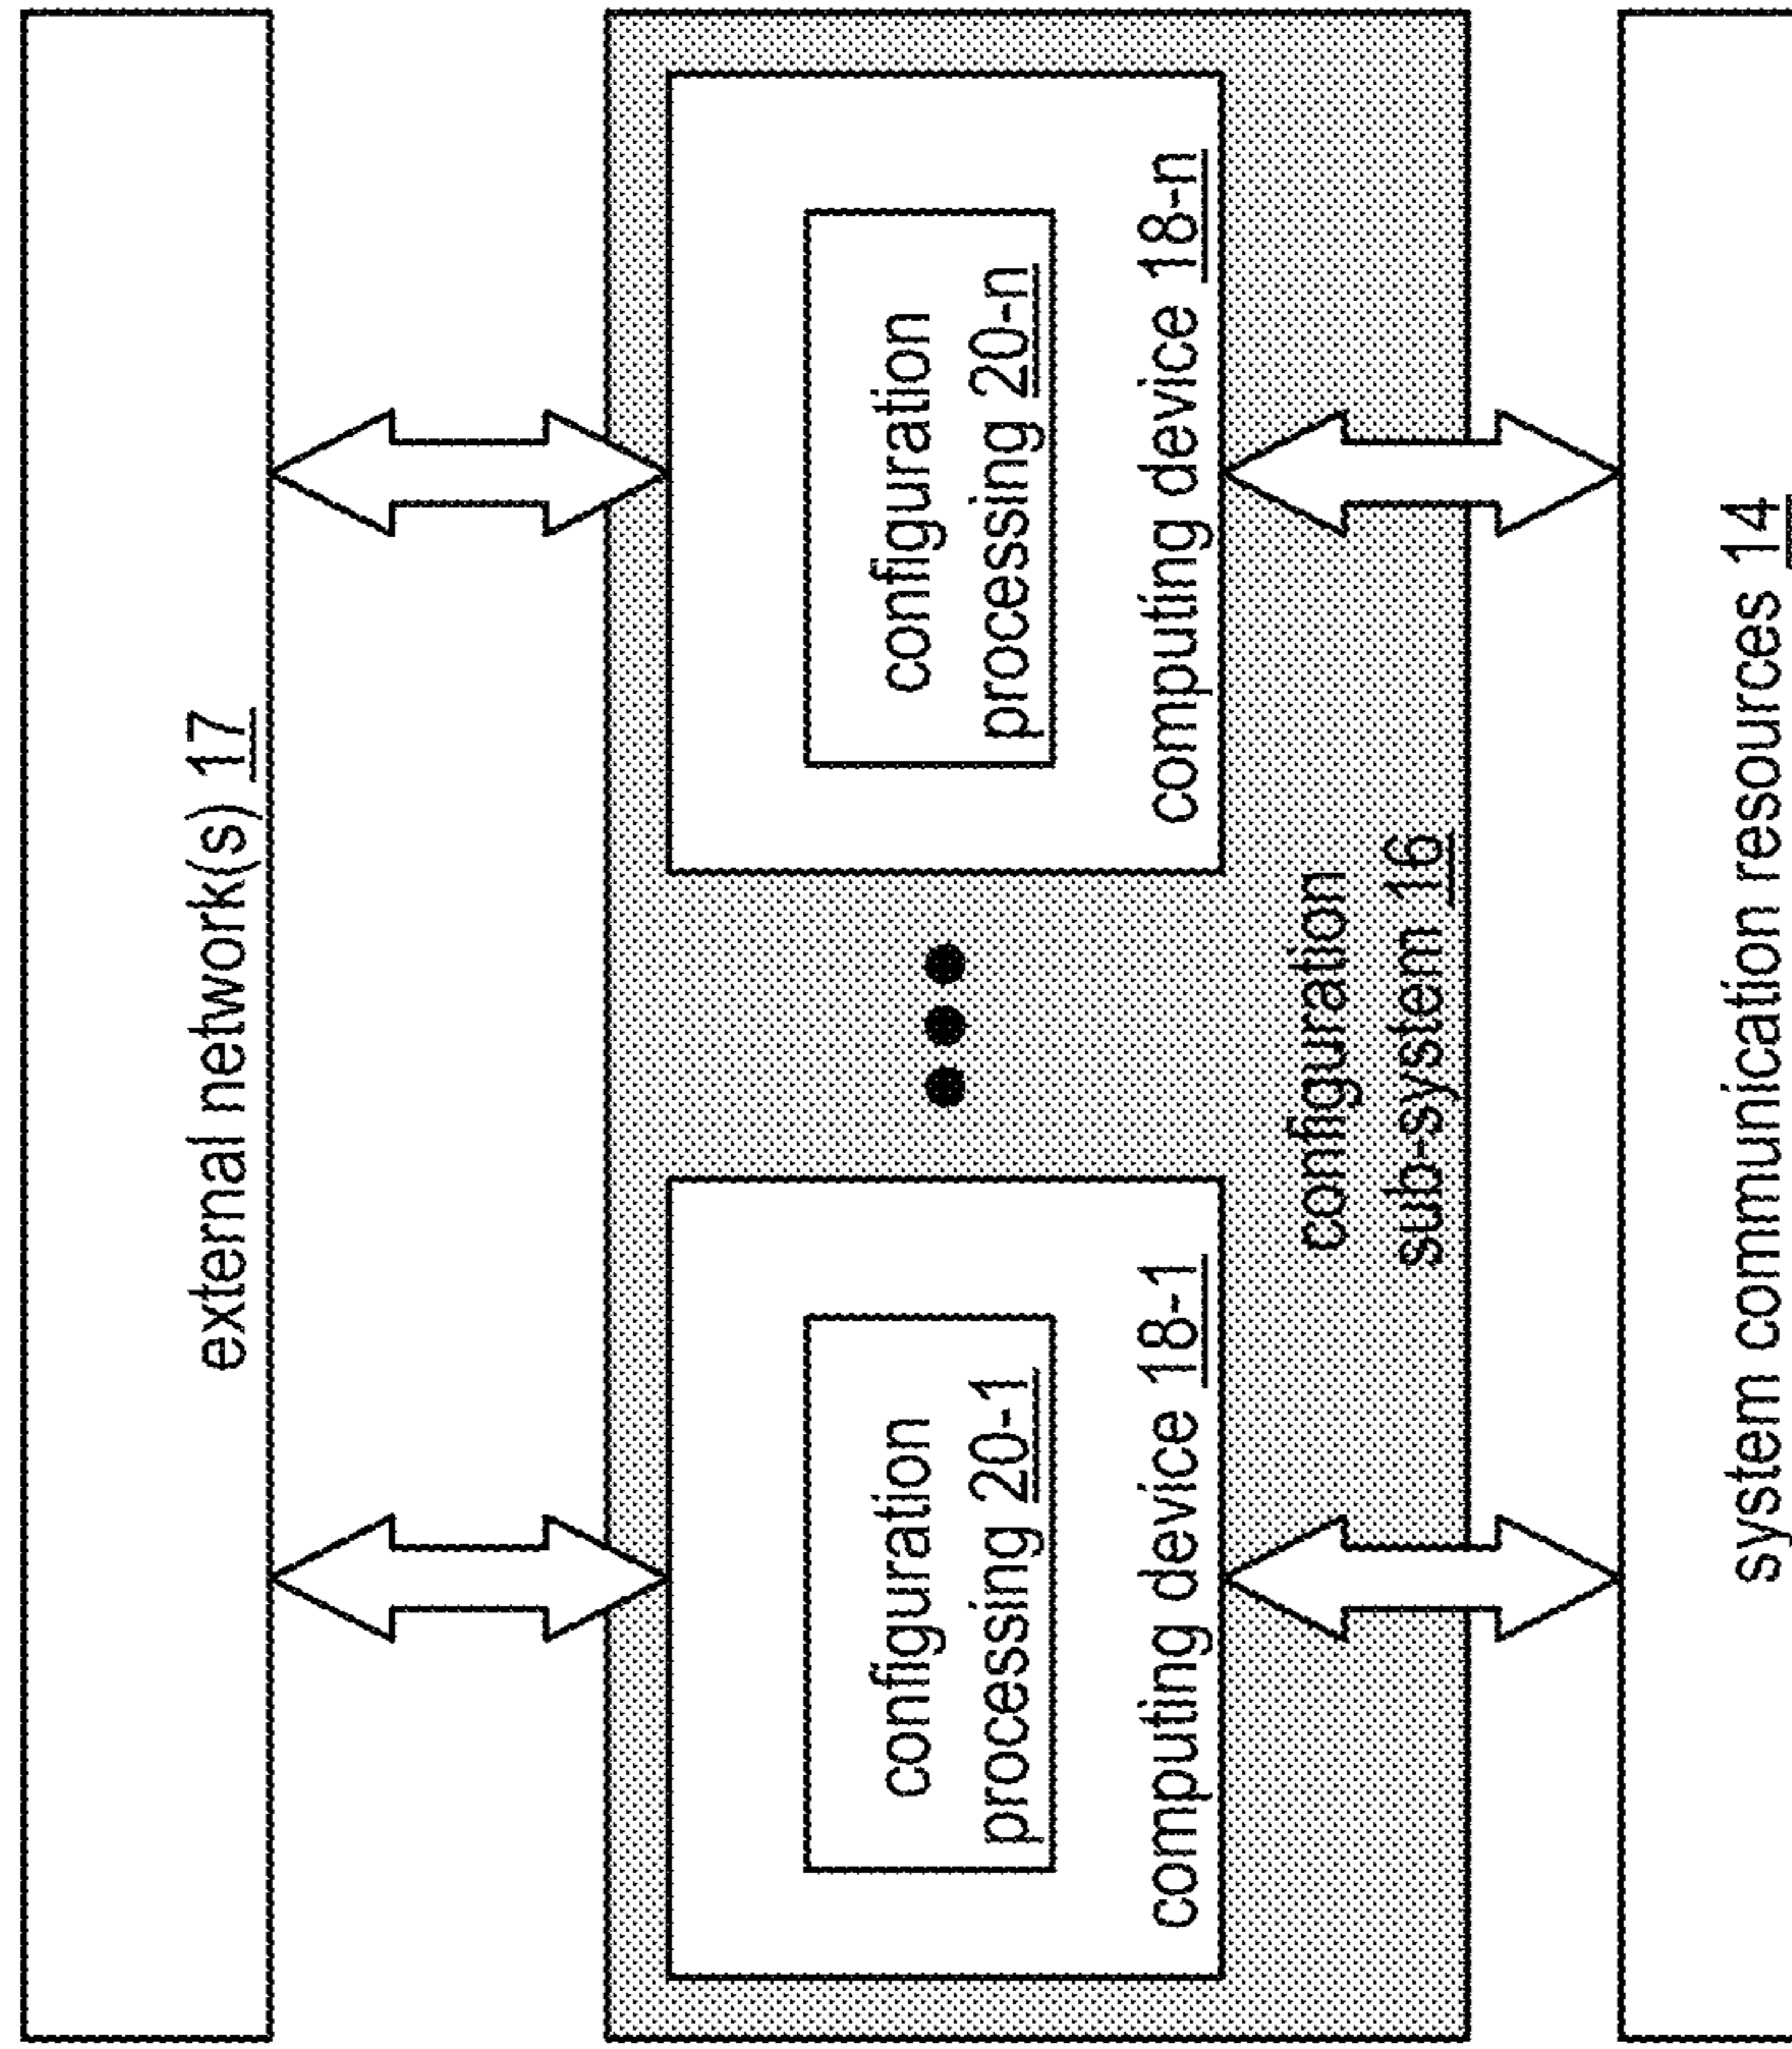 external network(s) 17
configuration
processing 20-1
computing device 18-1
configuration
processing 20-n
computing device 18-n
configuration
sub-system 16
system communication resources 14